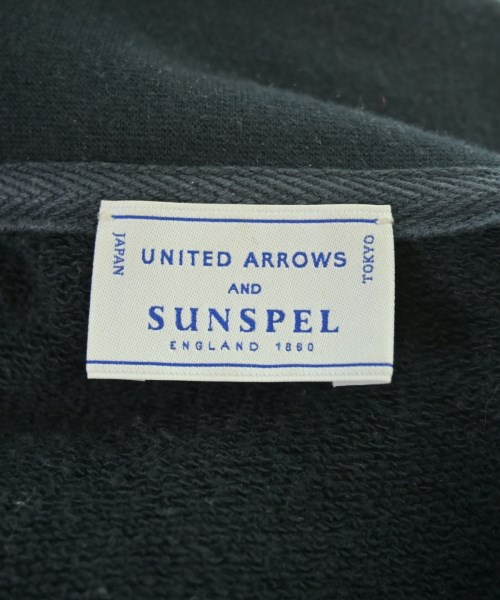 JAPAN
UNITED ARROWS
AND
SUNSPEL
ENGLAND 1860
TOKYO